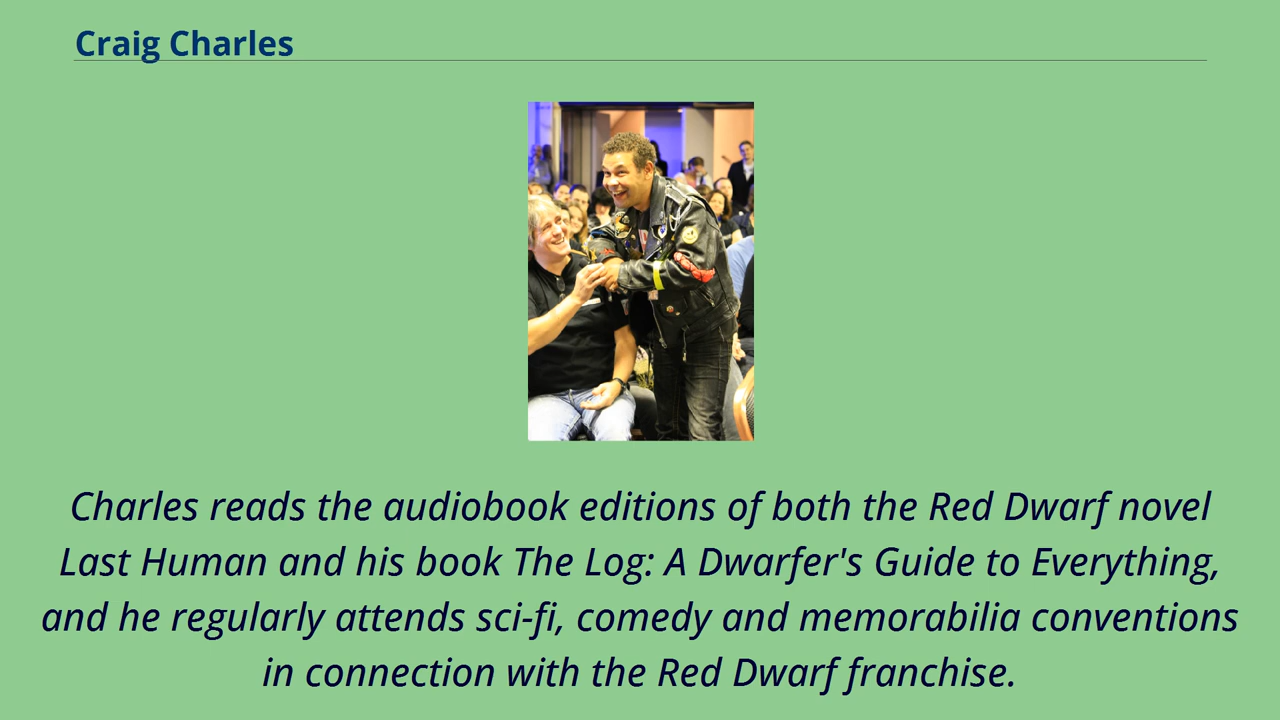 Craig Charles
Charles reads the audiobook editions of both the Red Dwarf novel
Last Human and his book The Log: A Dwarfer's Guide to Everything,
and he regularly attends sci-fi, comedy and memorabilia conventions
in connection with the Red Dwarf franchise.